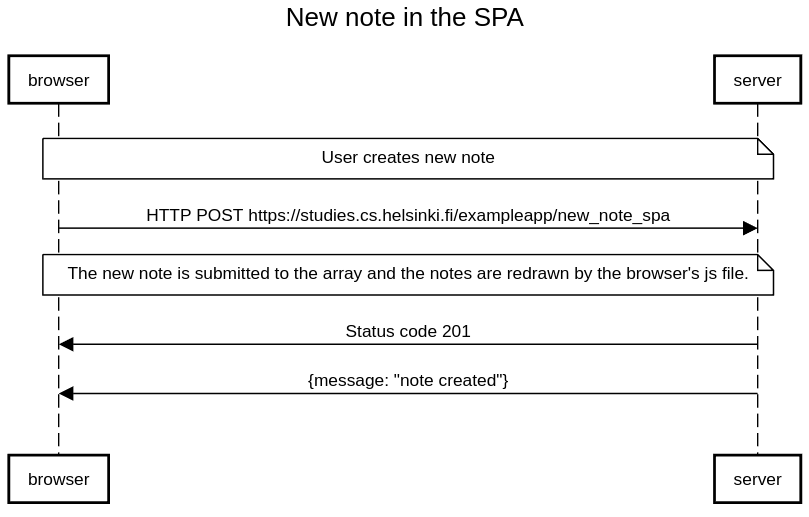 New note in the SPA
browser
server
User creates new note
HTTP POST https://studies.cs.helsinki.fi/exampleapp/new_note_spa
The new note is submitted to the array and the notes are redrawn by the browser's js file.
Status code 201
{message: "note created"}
browser
server